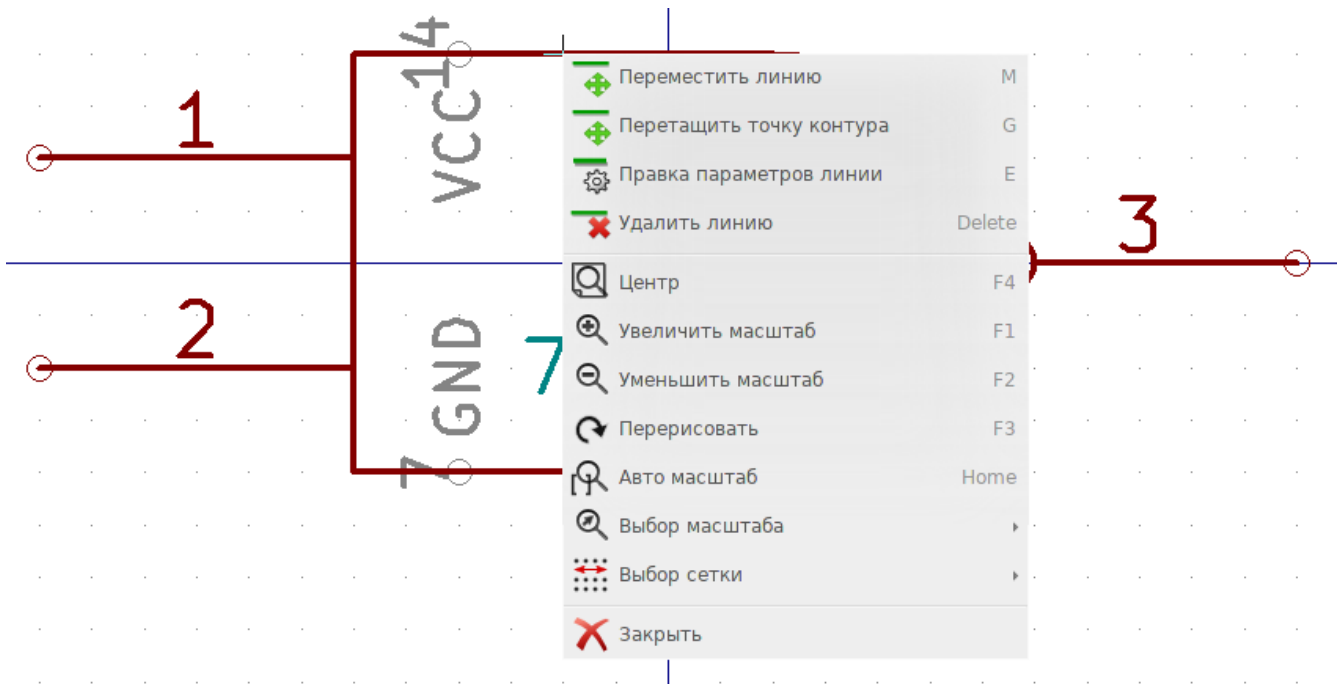 14
VCC
1
2
3
GND
7
7
Переместить линию M
Перетащить точку контура G
Правка параметров линии E
Удалить линию Delete
Центр F4
Увеличить масштаб F1
Уменьшить масштаб F2
Перерисовать F3
Авто масштаб Home
Выбор масштаба
Выбор сетки
Закрыть